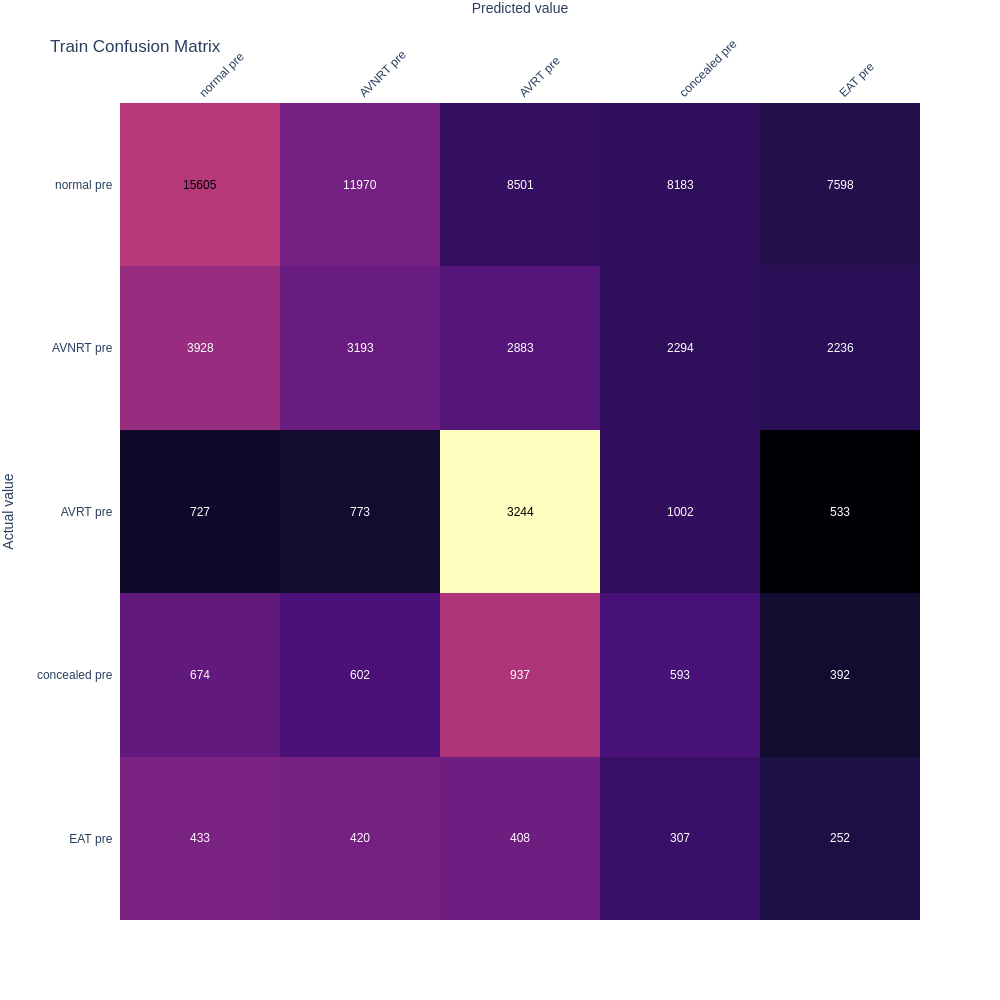 Predicted value
Train Confusion Matrix
normal pre AVNRT pre AVRT pre concealed pre EAT pre
normal pre 15605 11970 8501 8183 7598
AVNRT pre 3928 3193 2883 2294 2236
Actual value
AVRT pre 727 773 3244 1002 533
concealed pre 674 602 937 593 392
EAT pre 433 420 408 307 252